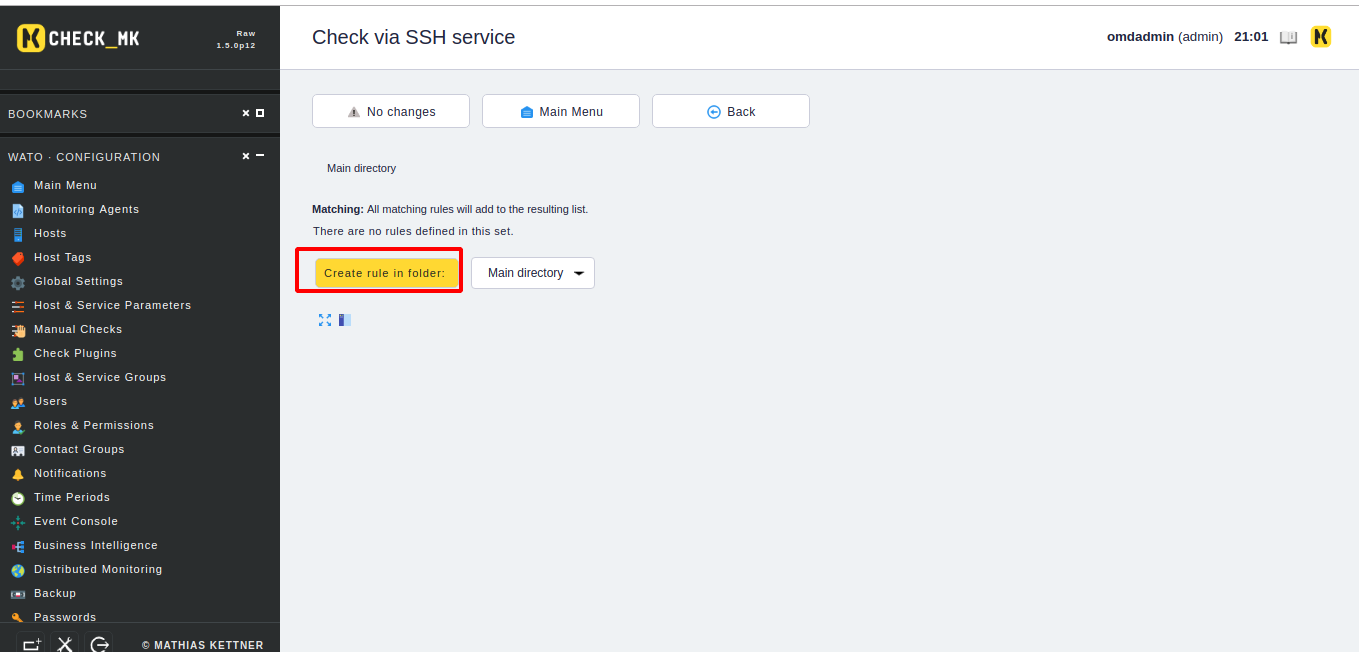 CHECK_MK
Raw
1.5.0p12
Check via SSH service
omdadmin (admin) 21:01
BOOKMARKS
WATO · CONFIGURATION
Main Menu
Monitoring Agents
Hosts
Host Tags
Global Settings
Host & Service Parameters
Manual Checks
Check Plugins
Host & Service Groups
Users
Roles & Permissions
Contact Groups
Notifications
Time Periods
Event Console
Business Intelligence
Distributed Monitoring
Backup
Passwords
© MATHIAS KETTNER
No changes
Main Menu
Back
Main directory
Matching: All matching rules will add to the resulting list.
There are no rules defined in this set.
Create rule in folder:
Main directory